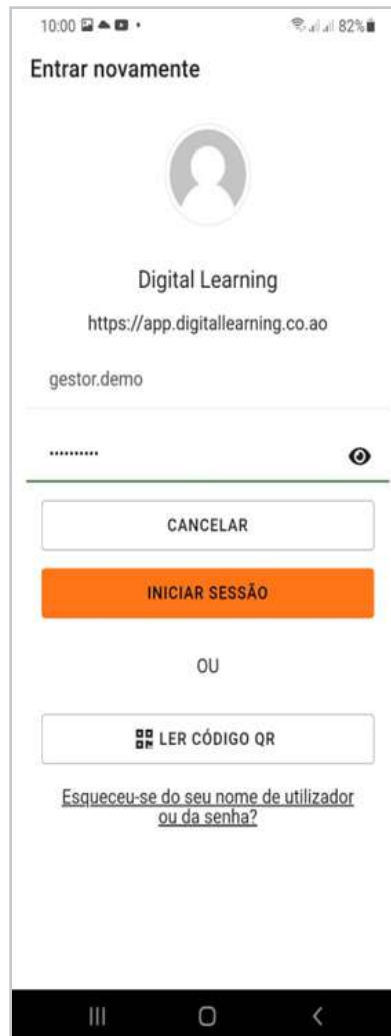 10:00
82%
Entrar novamente
Digital Learning
https://app.digitallearning.co.ao
gestor.demo
••••••••••
CANCELAR
INICIAR SESSÃO
OU
LER CÓDIGO QR
Esqueceu-se do seu nome de utilizador
ou da senha?